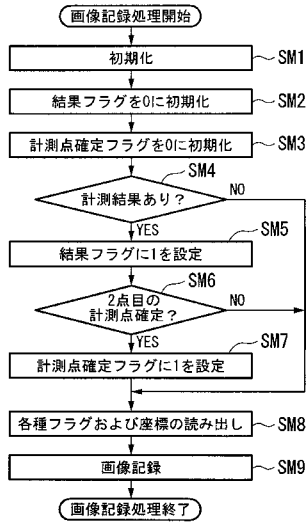 画像記録処理開始
初期化
SM1
結果フラグを0に初期化
SM2
計測点確定フラグを0に初期化
SM3
SM4
計測結果あり？
NO
YES
SM5
結果フラグに1を設定
SM6
2点目の
計測点確定？
NO
YES
SM7
計測点確定フラグに1を設定
各種フラグおよび座標の読み出し
SM8
画像記録
SM9
画像記録処理終了